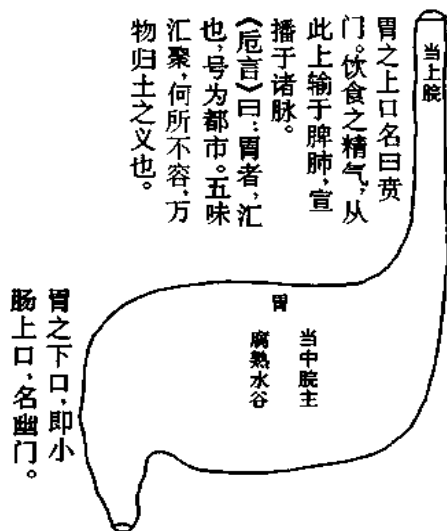 当上脘
胃之上口名曰贲
门。饮食之精气，从
此上输于脾肺，宣
播于诸脉。
《卮言》曰：胃者，汇
也，号为都市。五味
汇聚，何所不容，万
物归土之义也。
胃
当中脘主
腐熟水谷
胃之下口，即小
肠上口，名幽门。